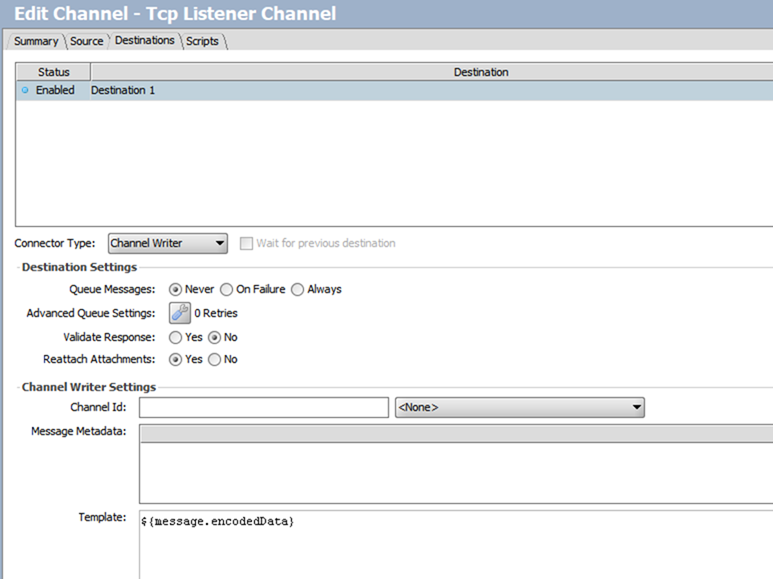 Edit Channel - Tcp Listener Channel
Summary Source Destinations Scripts
Status Destination
Enabled Destination 1
Connector Type: Channel Writer Wait for previous destination
Destination Settings
Queue Messages: Never On Failure Always
Advanced Queue Settings: 0 Retries
Validate Response: Yes No
Reattach Attachments: Yes No
Channel Writer Settings
Channel Id: <None>
Message Metadata:
Template: ${message.encodedData}